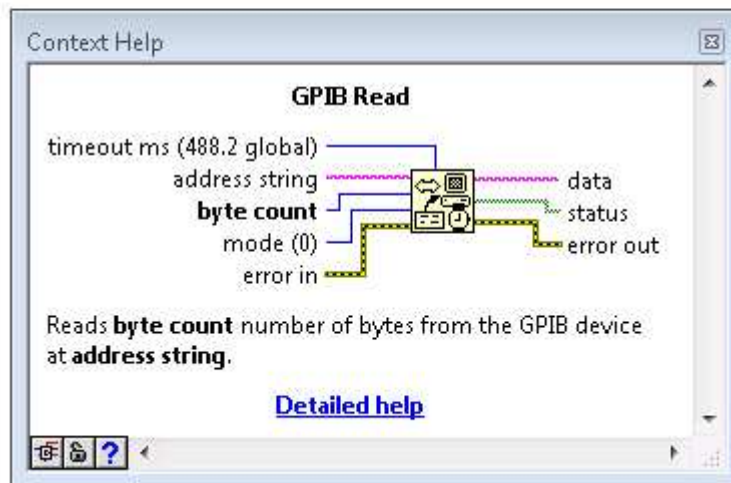 Context Help
GPIB Read
timeout ms (488.2 global)
address string
byte count
mode (0)
error in
data
status
error out
Reads byte count number of bytes from the GPIB device
at address string.
Detailed help
?